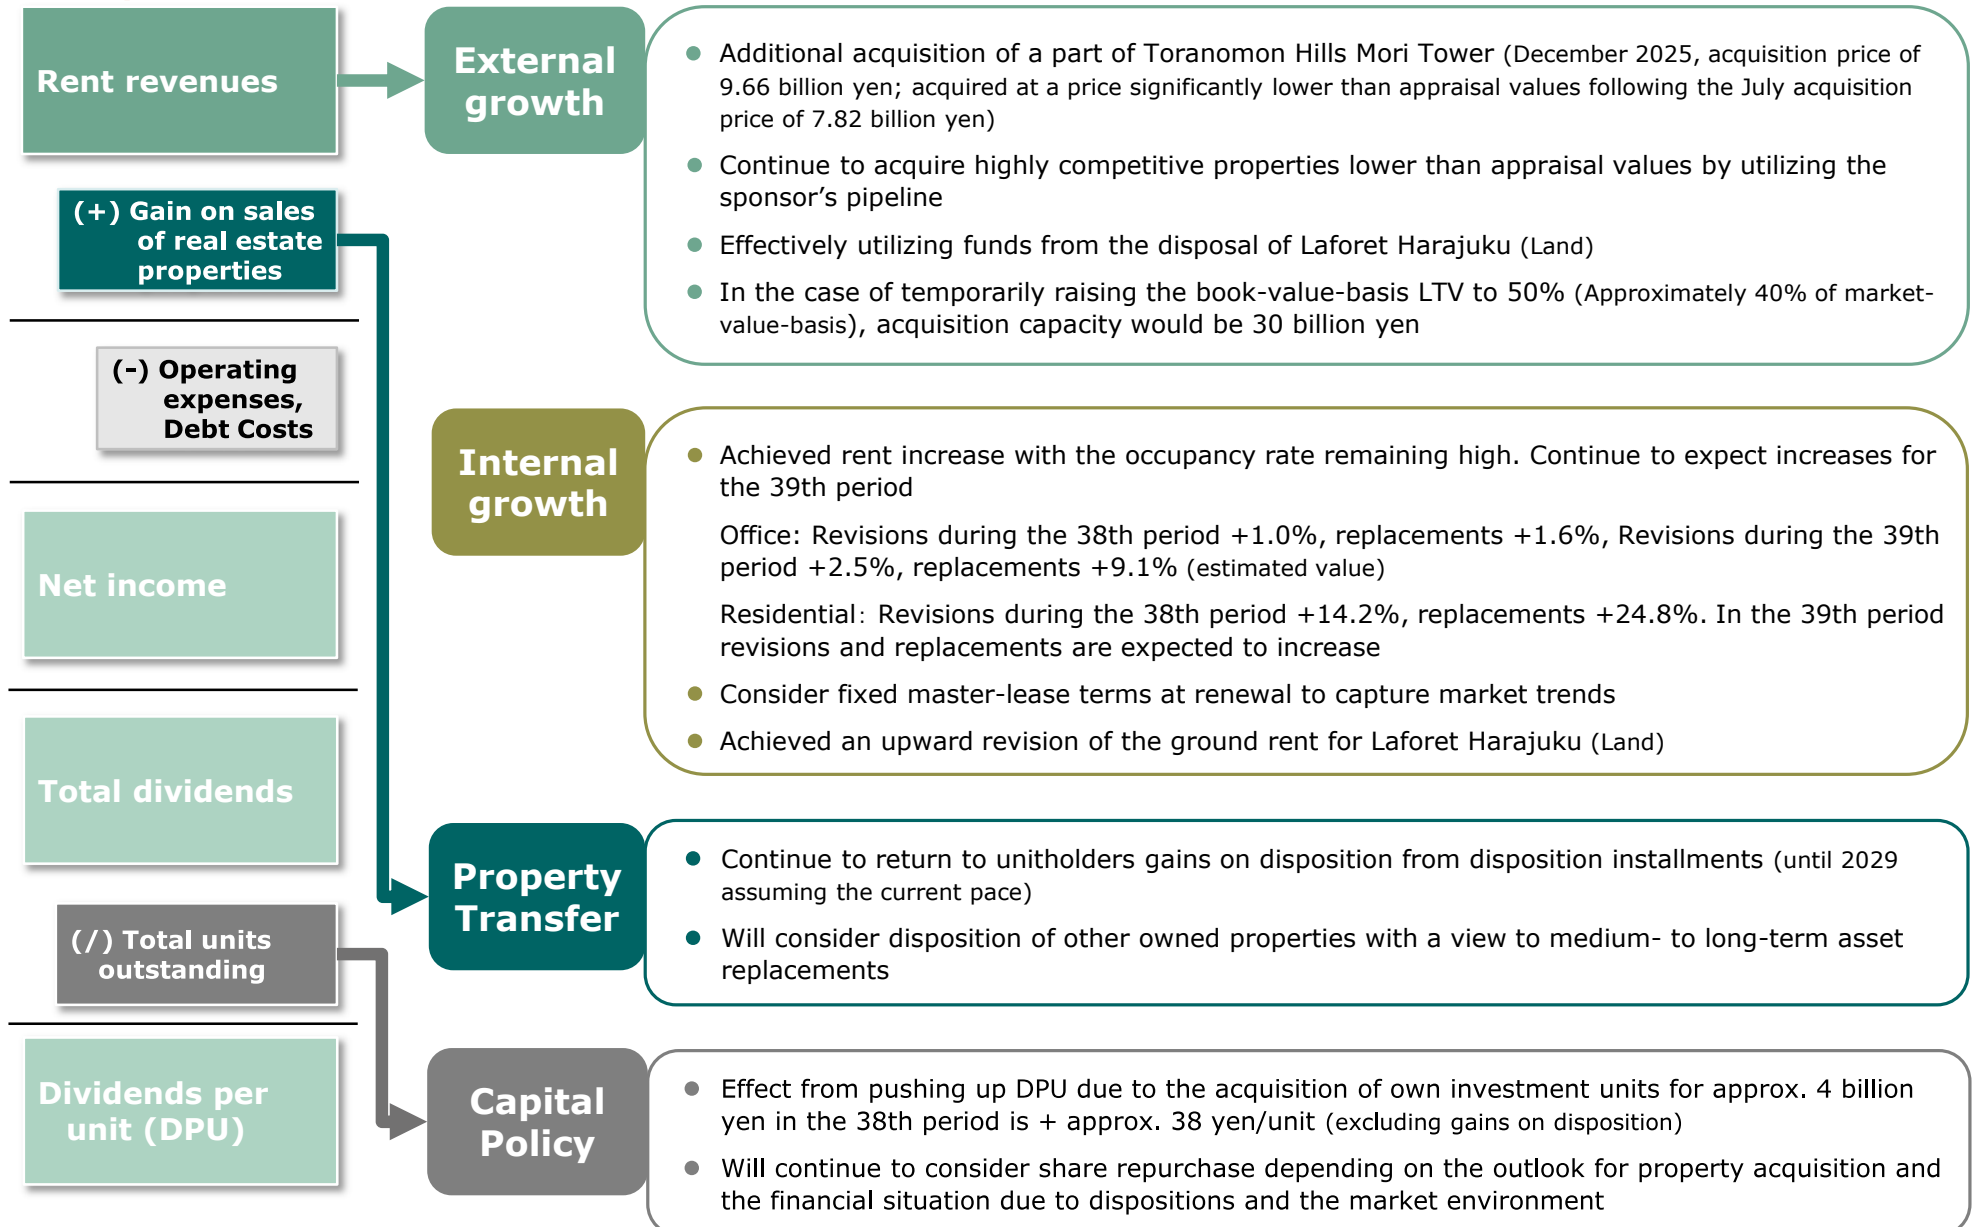 Rent revenues
(+) Gain on sales
of real estate
properties
(-) Operating
expenses,
Debt Costs
Net income
Total dividends
(/) Total units
outstanding
Dividends per
unit (DPU)
External
growth
• Additional acquisition of a part of Toranomon Hills Mori Tower (December 2025, acquisition price of
9.66 billion yen; acquired at a price significantly lower than appraisal values following the July acquisition
price of 7.82 billion yen)
• Continue to acquire highly competitive properties lower than appraisal values by utilizing the
sponsor’s pipeline
• Effectively utilizing funds from the disposal of Laforet Harajuku (Land)
• In the case of temporarily raising the book-value-basis LTV to 50% (Approximately 40% of market-
value-basis), acquisition capacity would be 30 billion yen
Internal
growth
• Achieved rent increase with the occupancy rate remaining high. Continue to expect increases for
the 39th period
Office: Revisions during the 38th period +1.0%, replacements +1.6%, Revisions during the 39th
period +2.5%, replacements +9.1% (estimated value)
Residential: Revisions during the 38th period +14.2%, replacements +24.8%. In the 39th period
revisions and replacements are expected to increase
• Consider fixed master-lease terms at renewal to capture market trends
• Achieved an upward revision of the ground rent for Laforet Harajuku (Land)
Property
Transfer
• Continue to return to unitholders gains on disposition from disposition installments (until 2029
assuming the current pace)
• Will consider disposition of other owned properties with a view to medium- to long-term asset
replacements
Capital
Policy
• Effect from pushing up DPU due to the acquisition of own investment units for approx. 4 billion
yen in the 38th period is + approx. 38 yen/unit (excluding gains on disposition)
• Will continue to consider share repurchase depending on the outlook for property acquisition and
the financial situation due to dispositions and the market environment